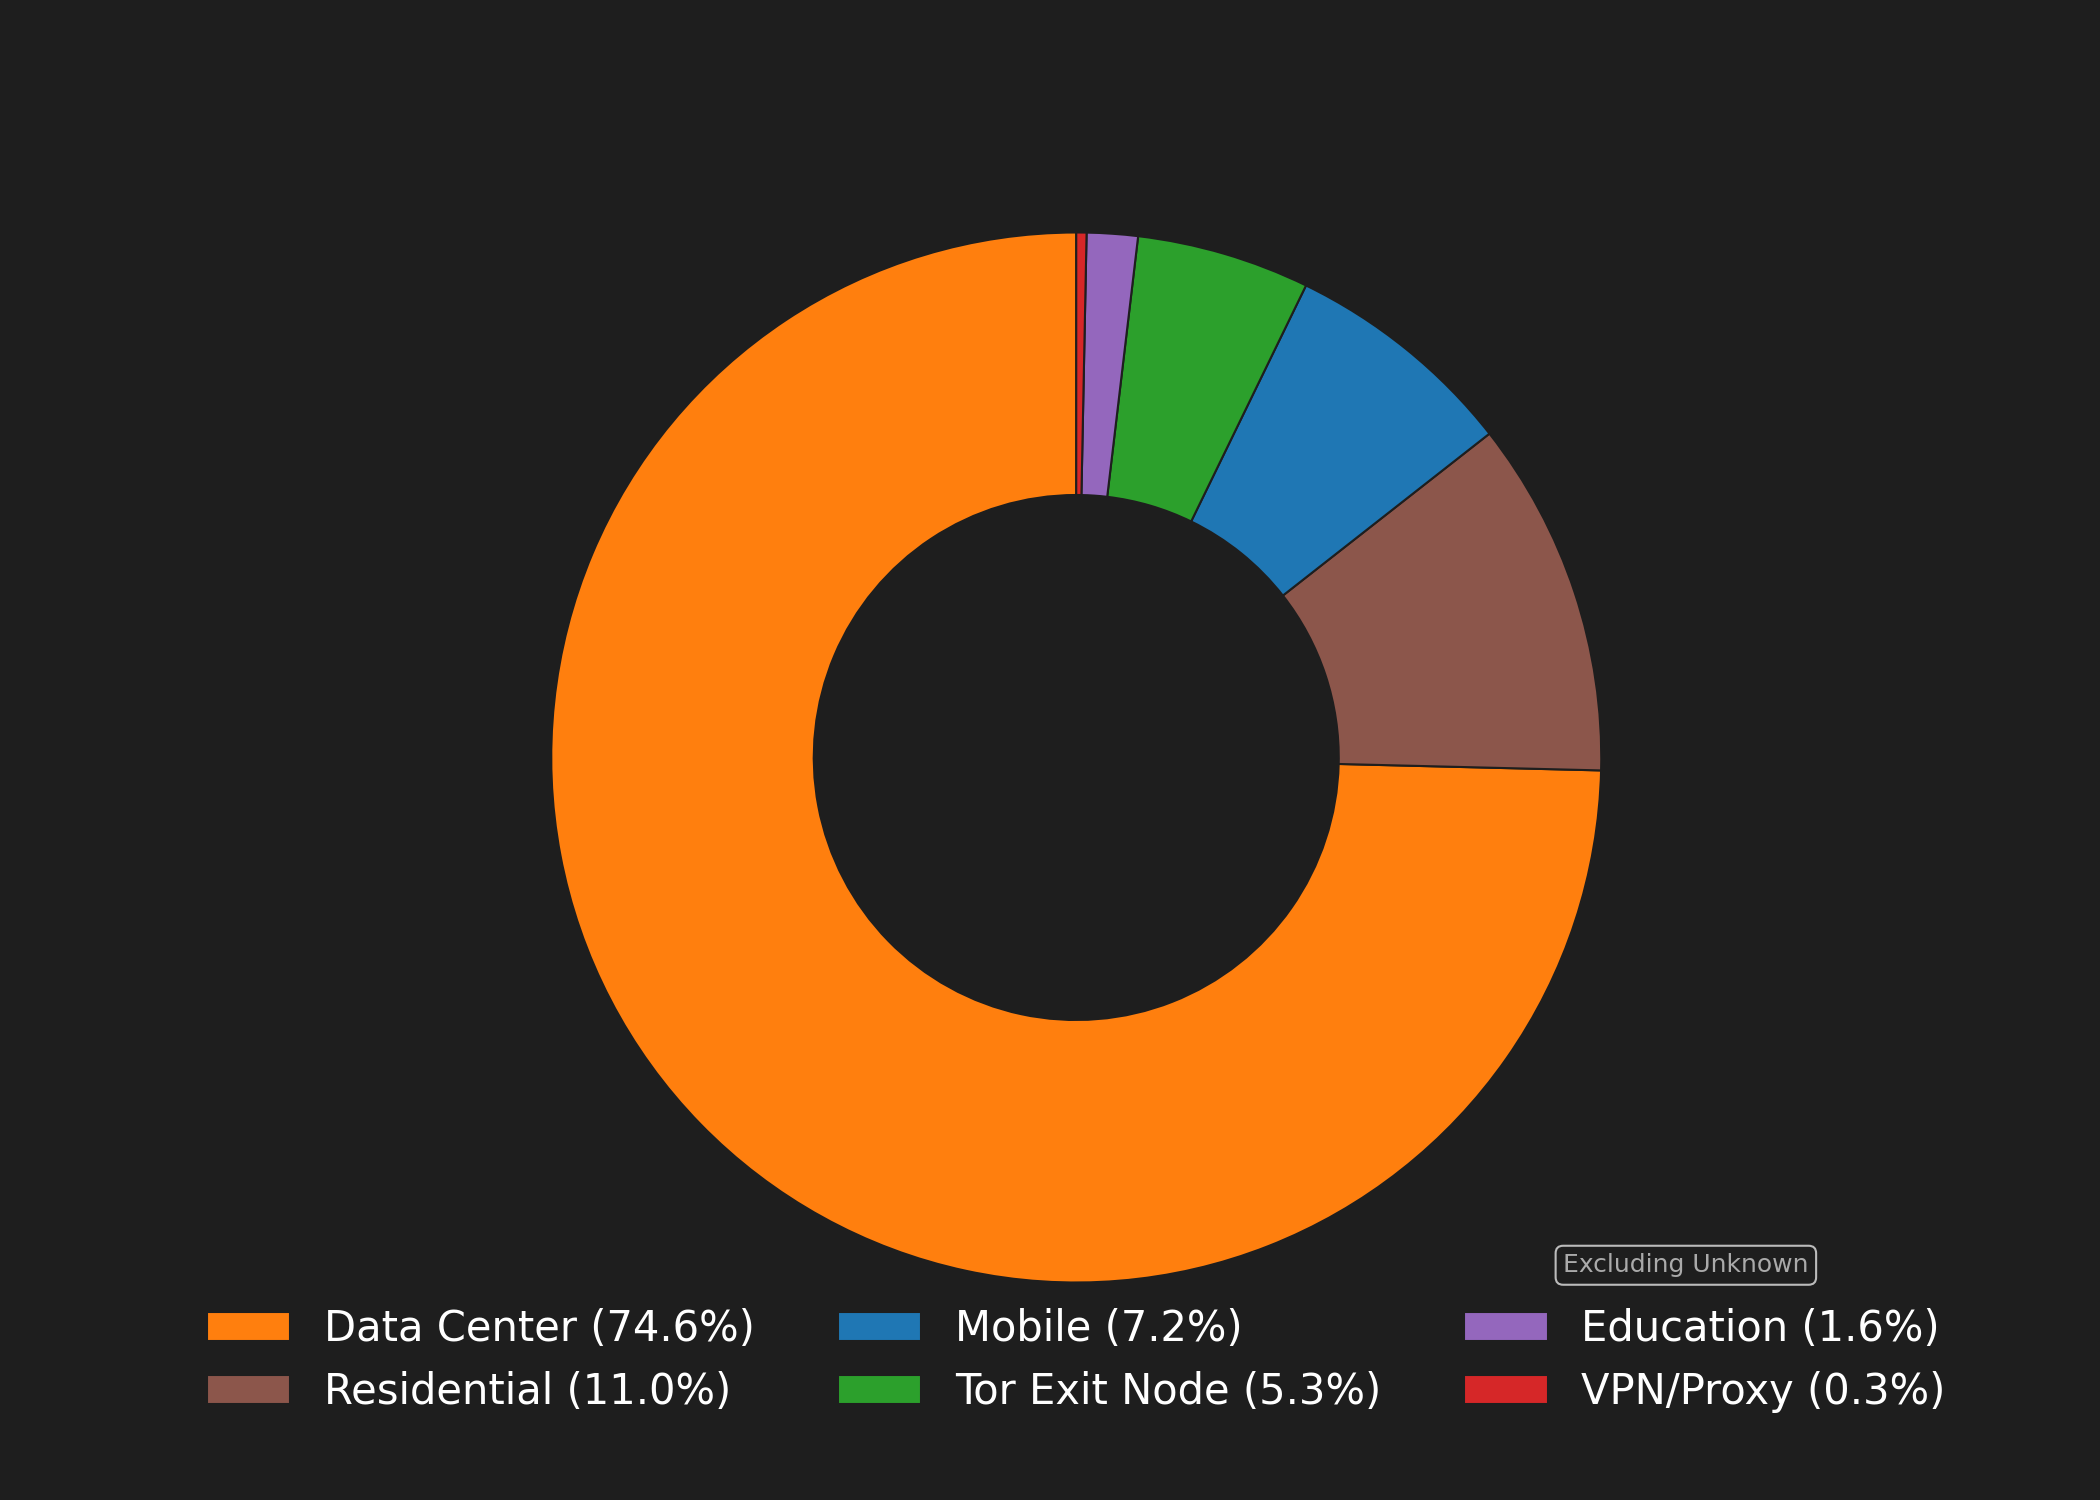 Excluding Unknown
Data Center (74.6%)
Mobile (7.2%)
Education (1.6%)
Residential (11.0%)
Tor Exit Node (5.3%)
VPN/Proxy (0.3%)